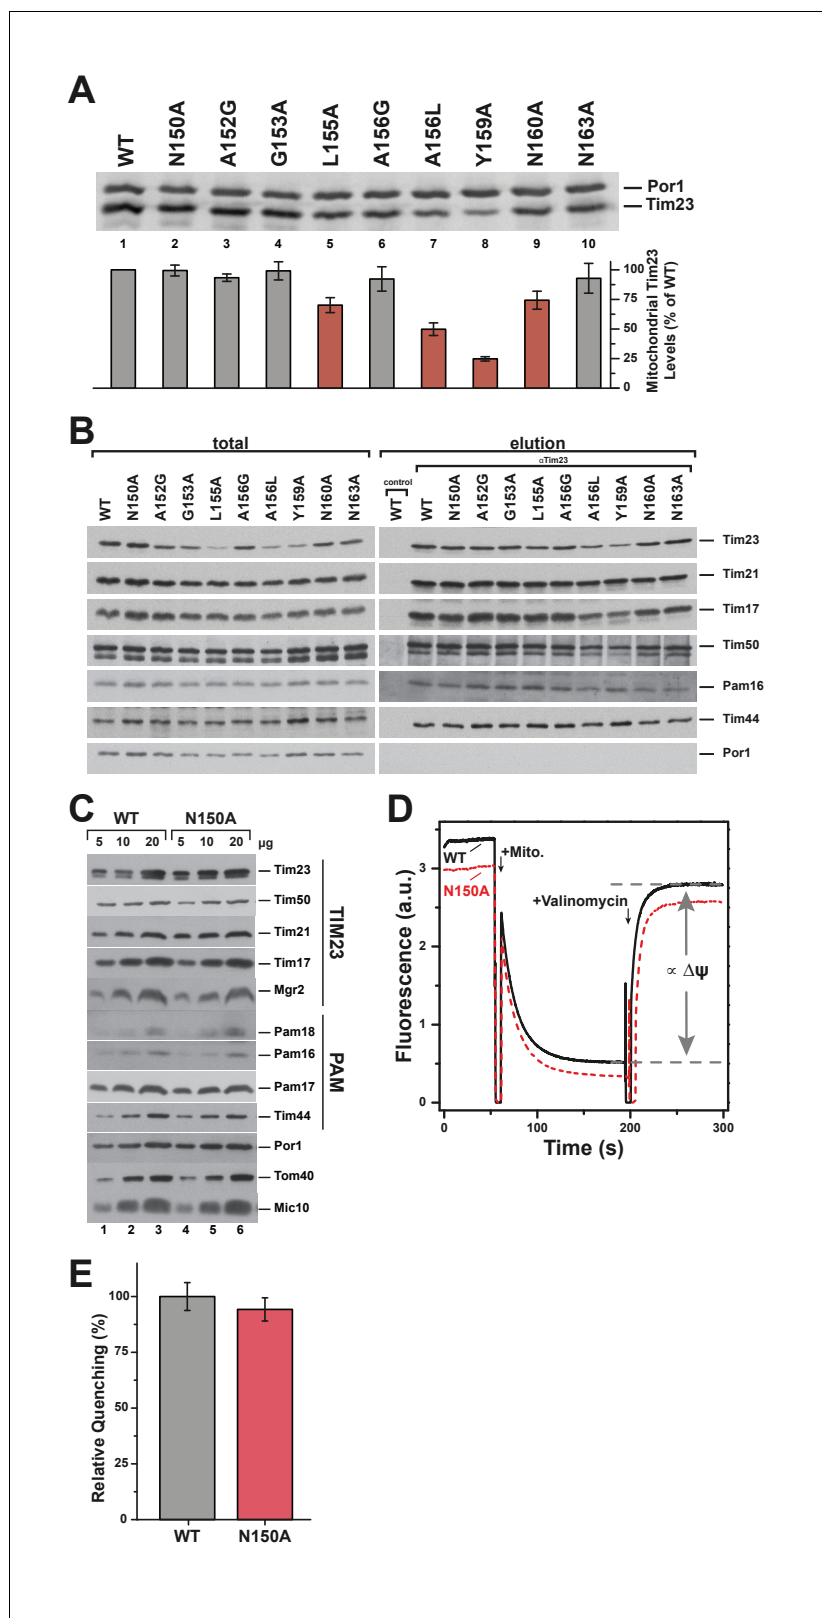 A
WT N150A A152G G153A L155A A156G A156L Y159A N160A N163A
Por1
Tim23
1 2 3 4 5 6 7 8 9 10
100
75
50
25
0
Mitochondrial Tim23
Levels (% of WT)
B
total elution
αTim23
control
WT N150A A152G G153A L155A A156G A156L Y159A N160A N163A WT WT N150A A152G G153A L155A A156G A156L Y159A N160A N163A
Tim23
Tim21
Tim17
Tim50
Pam16
Tim44
Por1
C
WT N150A
5 10 20 5 10 20 µg
Tim23
Tim50
Tim21
Tim17
Mgr2
TIM23
Pam18
Pam16
Pam17
Tim44
PAM
Por1
Tom40
Mic10
1 2 3 4 5 6
D
Fluorescence (a.u.)
3
2
1
0
WT
N150A
+Mito.
+Valinomycin
∝ ΔΨ
0 100 200 300
Time (s)
E
Relative Quenching (%)
100
75
50
25
0
WT N150A